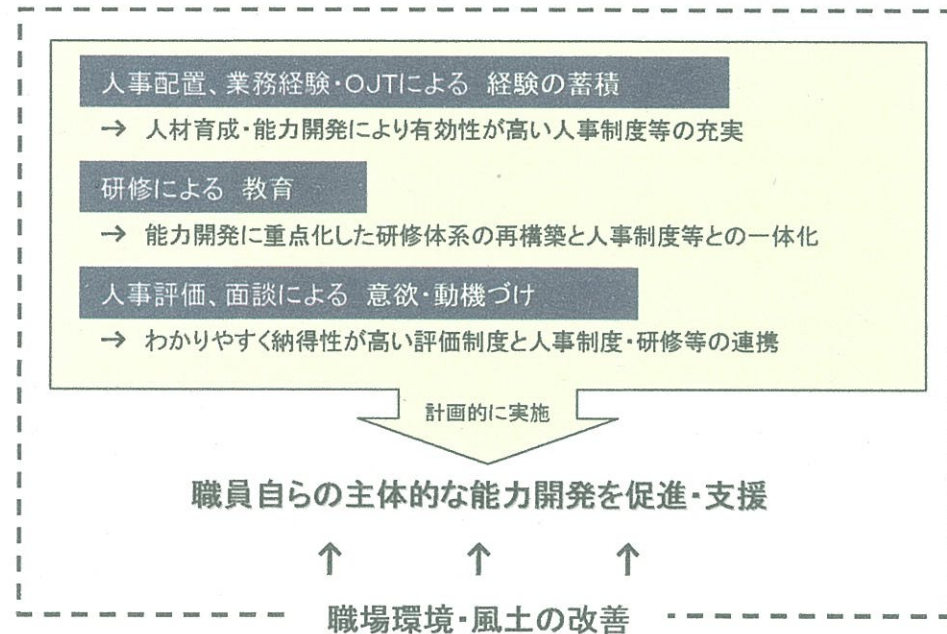 人事配置、業務経験・OJTによる 経験の蓄積
→ 人材育成・能力開発により有効性が高い人事制度等の充実
研修による 教育
→ 能力開発に重点化した研修体系の再構築と人事制度等との一体化
人事評価、面談による 意欲・動機づけ
→ わかりやすく納得性が高い評価制度と人事制度・研修等の連携
計画的に実施
職員自らの主体的な能力開発を促進・支援
↑ ↑ ↑
職場環境・風土の改善